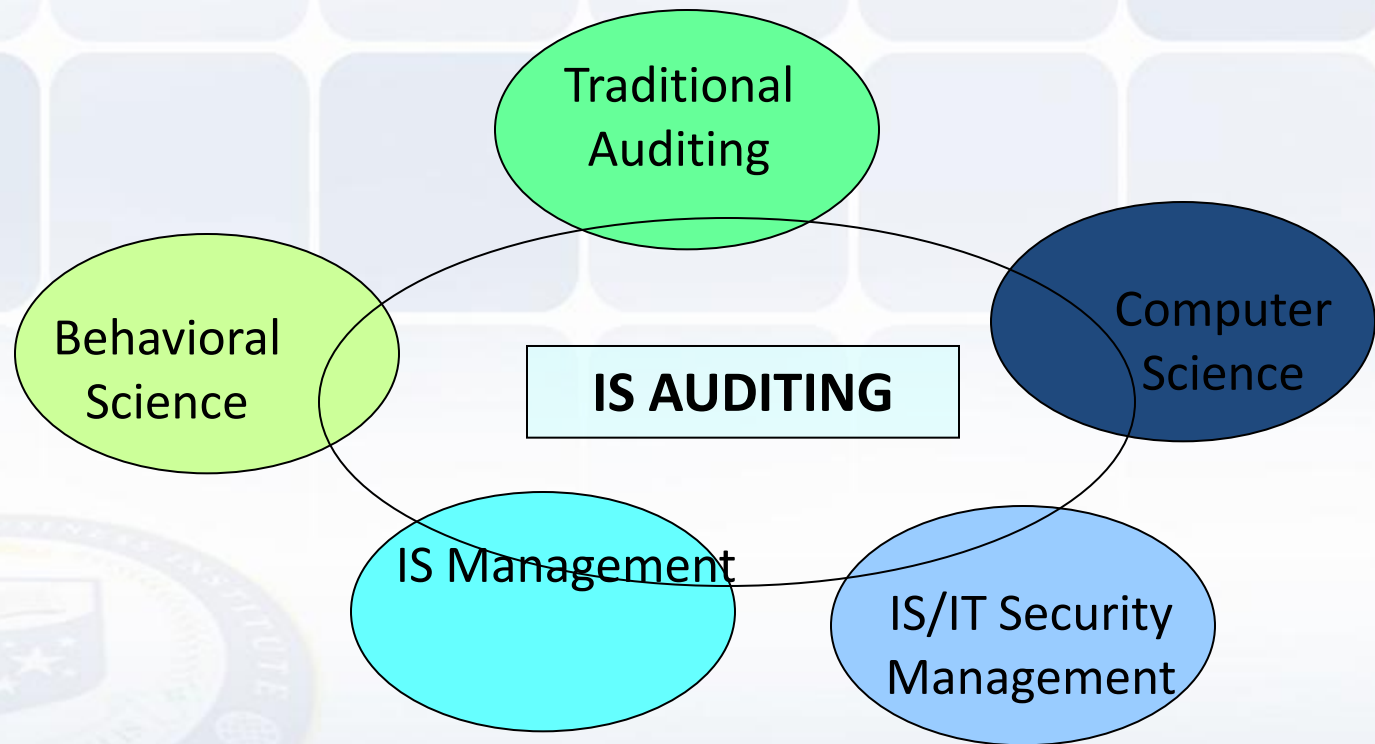 Traditional
Auditing
Computer
Science
Behavioral
Science
IS AUDITING
IS Management
IS/IT Security
Management